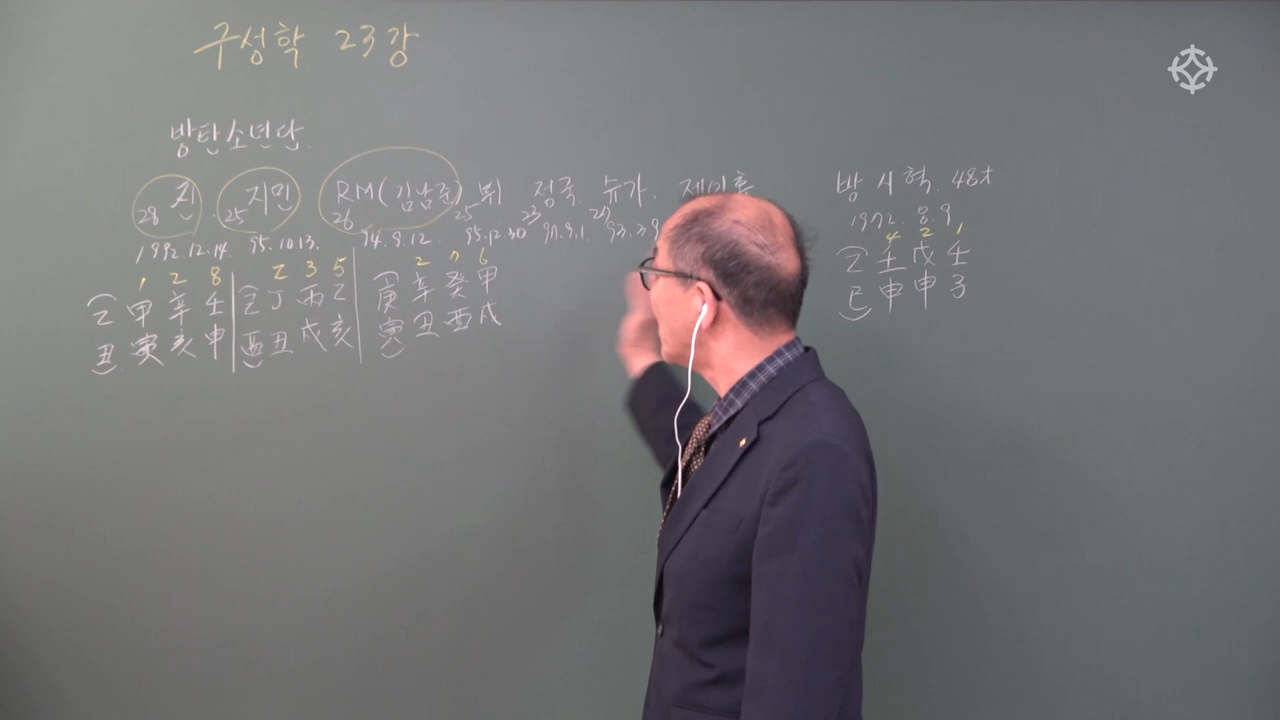 구성학 23강
방탄소년단.
진. 지민 RM(김남준) 뷔 정국. 슈가. 제이홉
28 25 26 25 23 27
1992.12.14. 95.10.13. 94.9.12. 95.12.30 97.9.1. 93.3.9
1 2 8 2 3 5 2 7 6
乙 甲 辛 壬 乙 丁 丙 乙 庚 辛 癸 甲
丑 寅 亥 申 酉 丑 戌 亥 寅 丑 酉 戌
방 시 혁. 48才
1972. 8. 9
4 2 1
乙 壬 戊 壬
巳 申 申 子